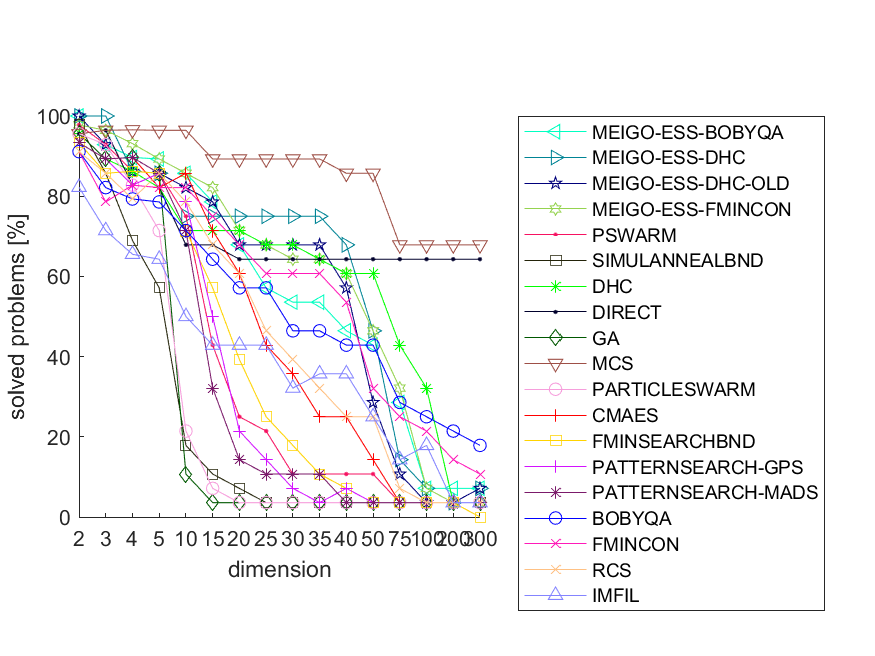 100
80
60
40
20
0
solved problems [%]
2 3 4 5 10 15 20 25 30 35 40 50 75 100 200 300
dimension
MEIGO-ESS-BOBYQA
MEIGO-ESS-DHC
MEIGO-ESS-DHC-OLD
MEIGO-ESS-FMINCON
PSWARM
SIMULANNEALBND
DHC
DIRECT
GA
MCS
PARTICLESWARM
CMAES
FMINSEARCHBND
PATTERNSEARCH-GPS
PATTERNSEARCH-MADS
BOBYQA
FMINCON
RCS
IMFIL